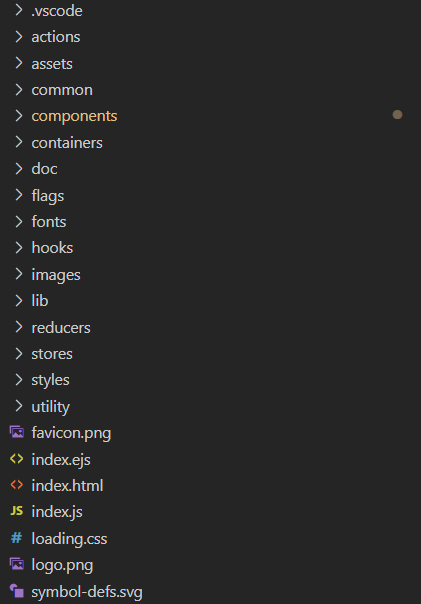 .vscode
actions
assets
common
components
containers
doc
flags
fonts
hooks
images
lib
reducers
stores
styles
utility
favicon.png
index.ejs
index.html
JS index.js
# loading.css
logo.png
symbol-defs.svg